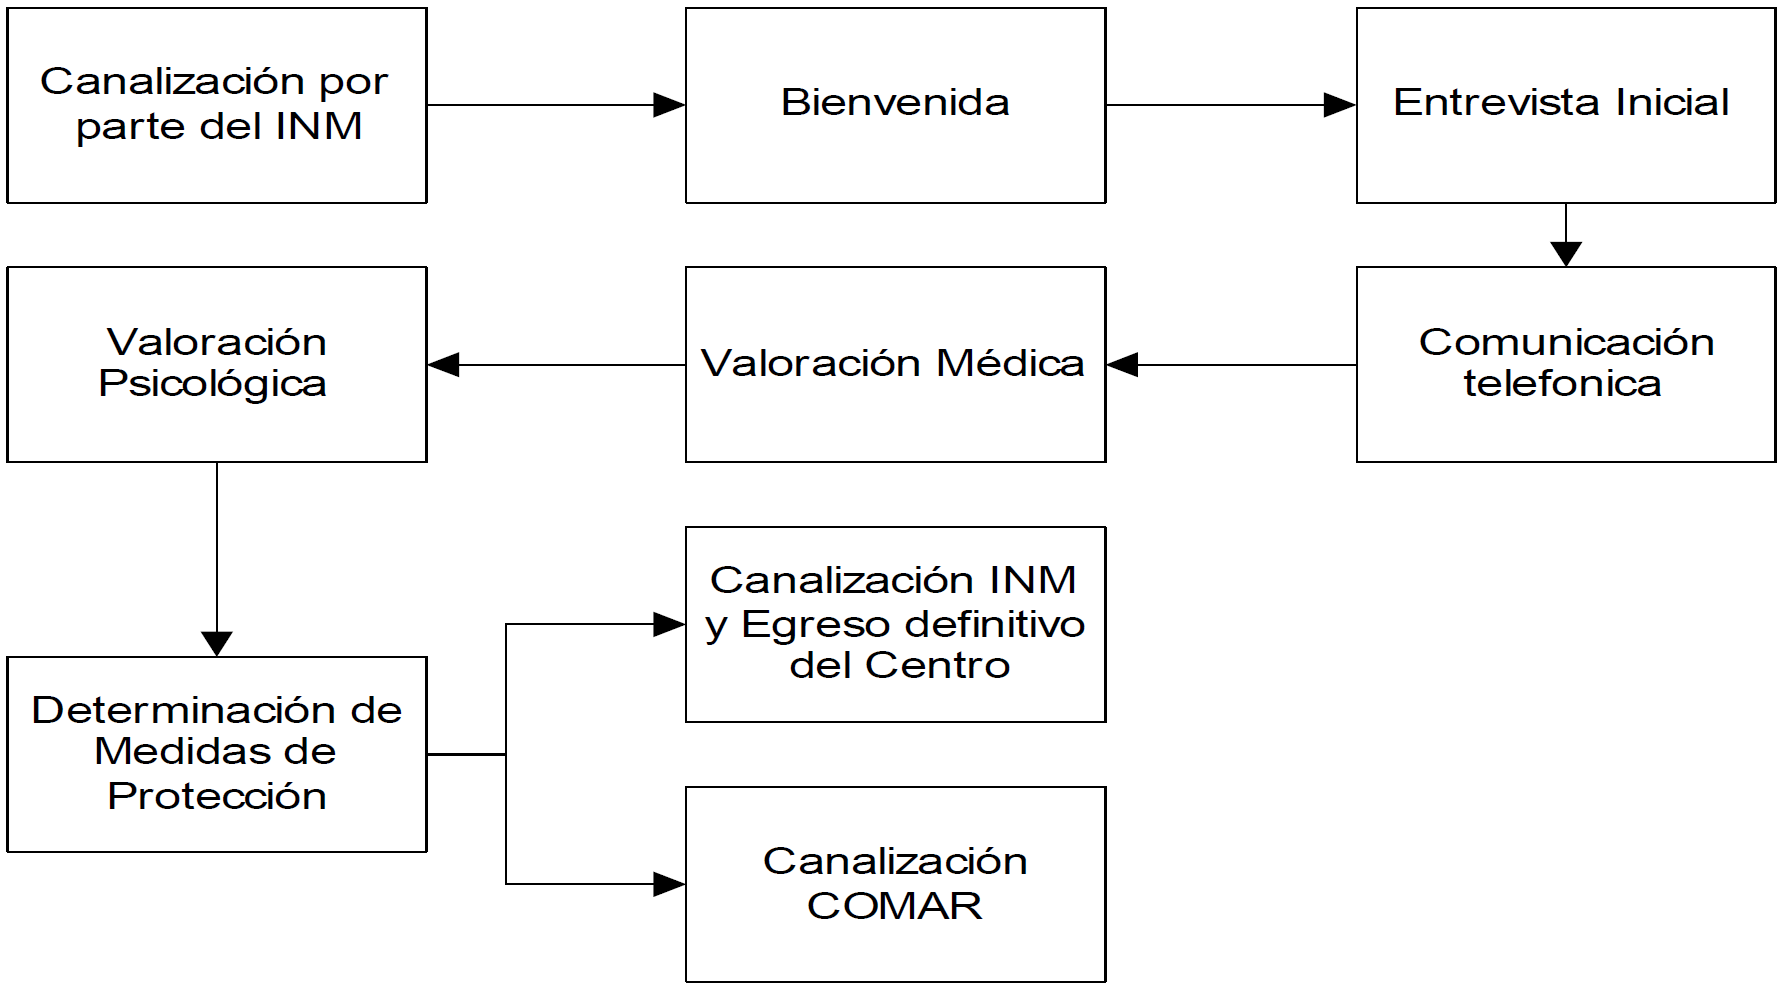 Canalización por
parte del INM
Bienvenida
Entrevista Inicial
Comunicación
telefonica
Valoración Médica
Valoración
Psicológica
Determinación de
Medidas de
Protección
Canalización INM
y Egreso definitivo
del Centro
Canalización
COMAR